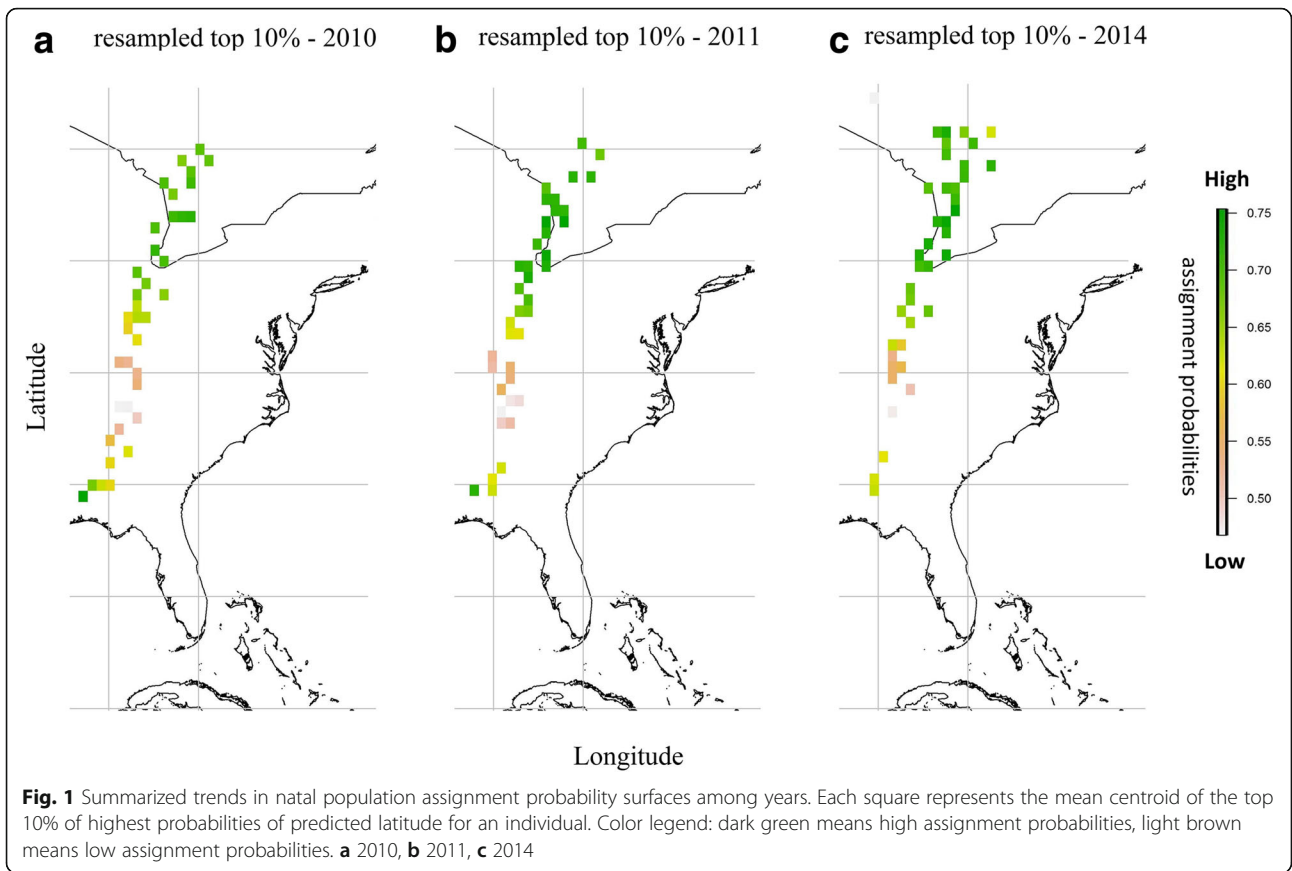 a resampled top 10% - 2010
b resampled top 10% - 2011
c resampled top 10% - 2014
Latitude
Longitude
High
0.75
0.70
0.65
0.60
0.55
0.50
assignment probabilities
Low
Fig. 1 Summarized trends in natal population assignment probability surfaces among years. Each square represents the mean centroid of the top
10% of highest probabilities of predicted latitude for an individual. Color legend: dark green means high assignment probabilities, light brown
means low assignment probabilities. a 2010, b 2011, c 2014